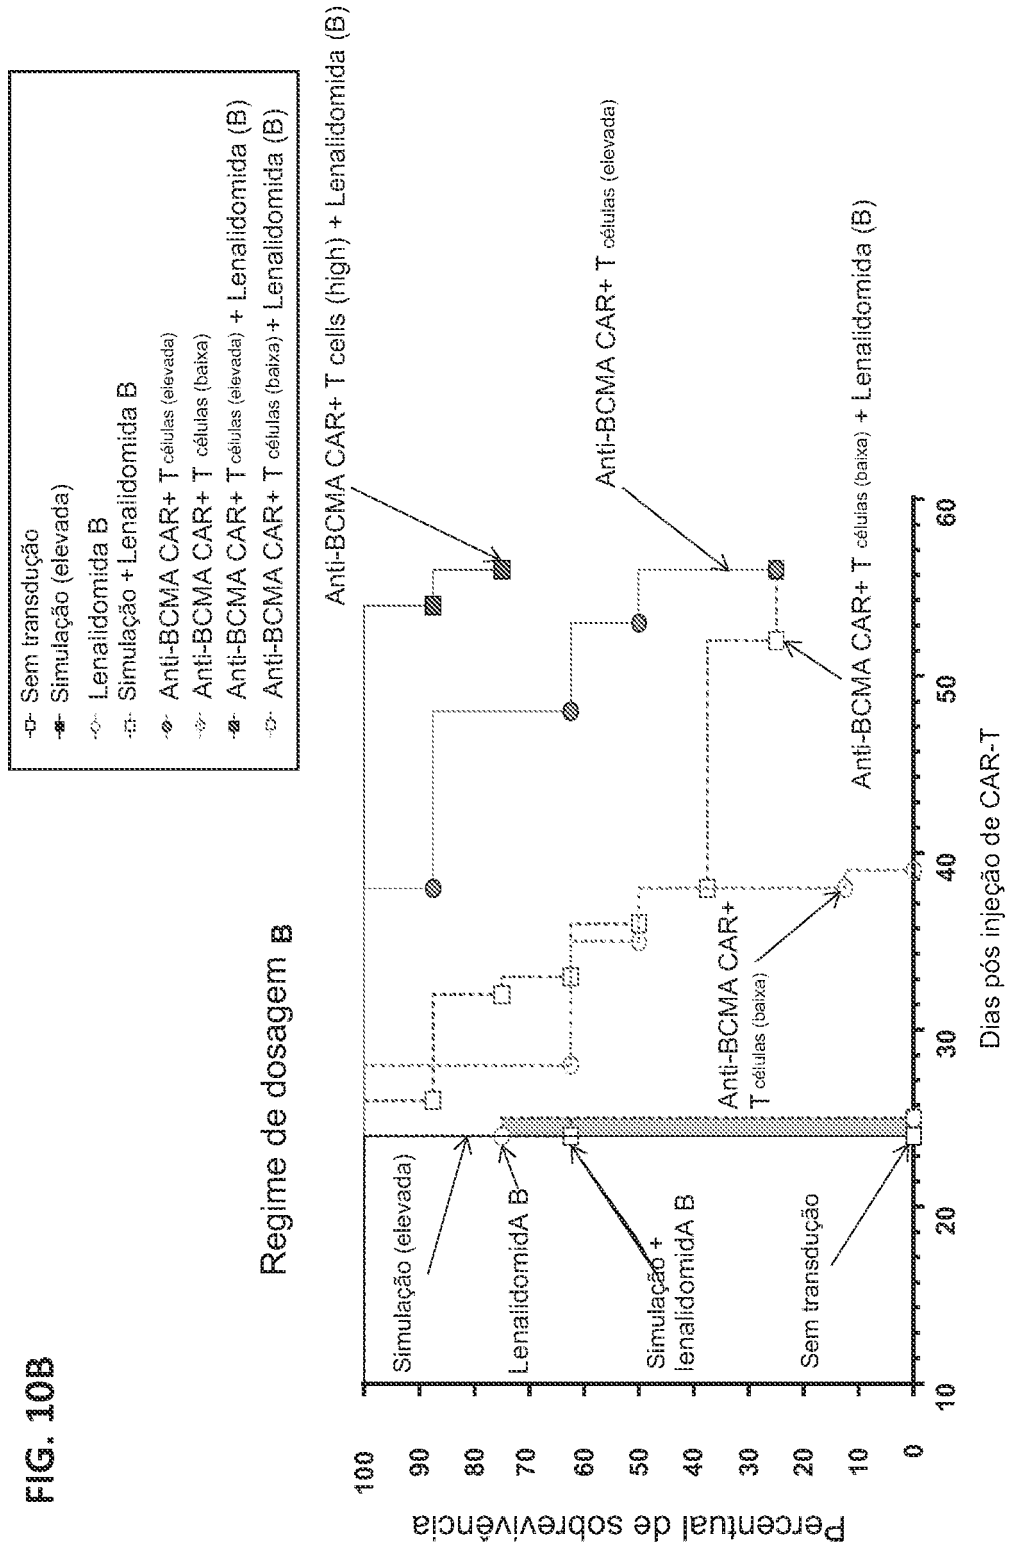 FIG. 10B
Regime de dosagem B
Sem transdução
Simulação (elevada)
Lenalidomida B
Simulação + Lenalidomida B
Anti-BCMA CAR+ T células (elevada)
Anti-BCMA CAR+ T células (baixa)
Anti-BCMA CAR+ T células (elevada) + Lenalidomida (B)
Anti-BCMA CAR+ T células (baixa) + Lenalidomida (B)
Percentual de sobrevivência
100
90
80
70
60
50
40
30
20
10
0
Simulação (elevada)
LenalidomidA B
Simulação +
lenalidomidA B
Sem transdução
Anti-BCMA CAR+ T cells (high) + Lenalidomida (B)
Anti-BCMA CAR+ T células (elevada)
Anti-BCMA CAR+ T células (baixa) + Lenalidomida (B)
Anti-BCMA CAR+
T células (baixa)
10
20
30
40
50
60
Dias pós injeção de CAR-T